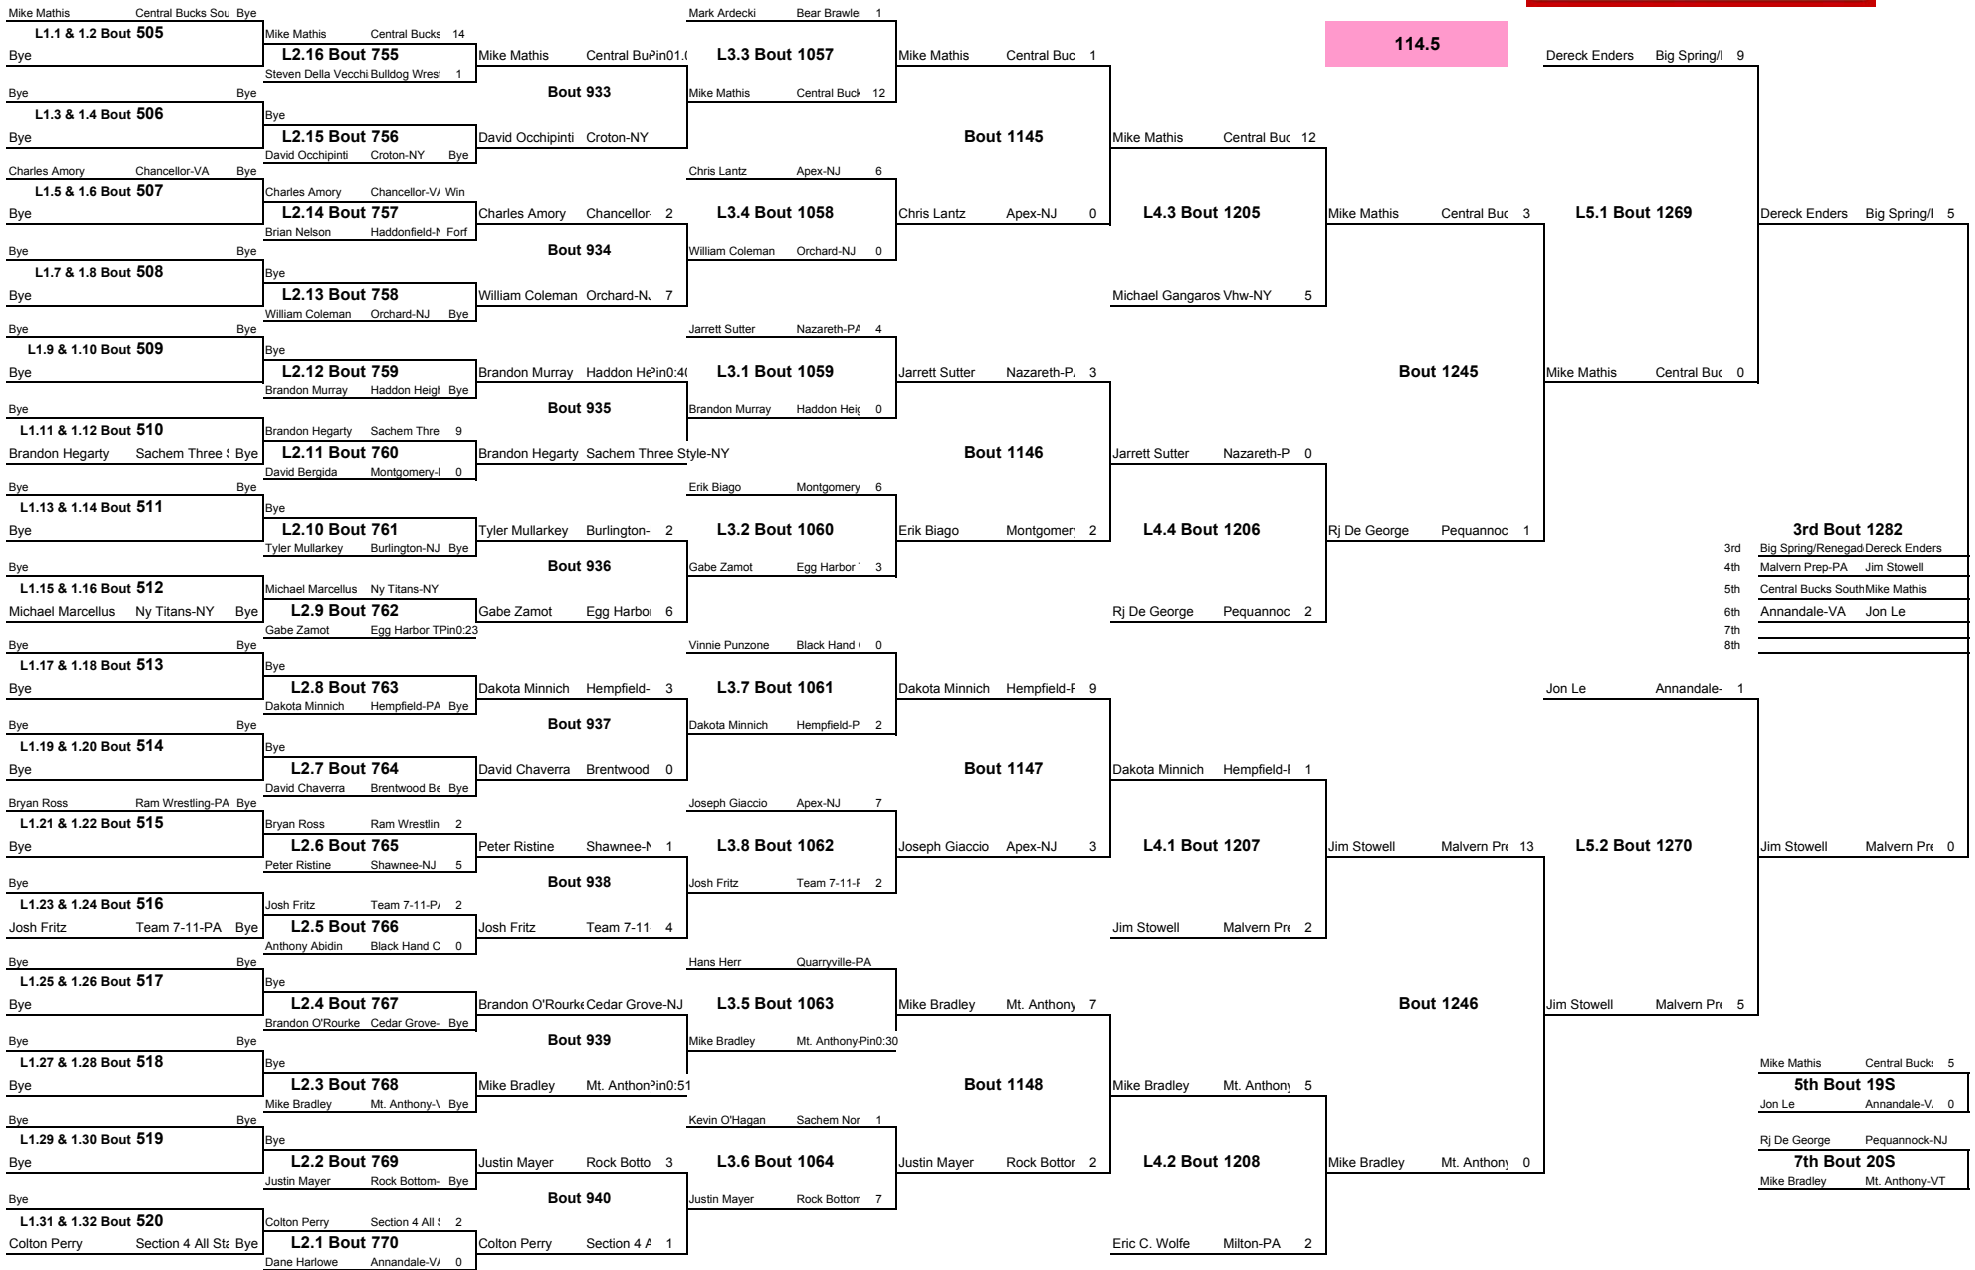 Mike Mathis Central Bucks Sou Bye
L1.1 & 1.2 Bout 505
Bye
Bye Bye
L1.3 & 1.4 Bout 506
Bye
Charles Amory Chancellor-VA Bye
L1.5 & 1.6 Bout 507
Bye
Bye Bye
L1.7 & 1.8 Bout 508
Bye
Bye Bye
L1.9 & 1.10 Bout 509
Bye
Bye
L1.11 & 1.12 Bout 510
Brandon Hegarty Sachem Three Bye
Bye Bye
L1.13 & 1.14 Bout 511
Bye
Bye
L1.15 & 1.16 Bout 512
Michael Marcellus Ny Titans-NY Bye
Bye Bye
L1.17 & 1.18 Bout 513
Bye
Bye Bye
L1.19 & 1.20 Bout 514
Bye
Bryan Ross Ram Wrestling-PA Bye
L1.21 & 1.22 Bout 515
Bye
Bye
L1.23 & 1.24 Bout 516
Josh Fritz Team 7-11-PA Bye
Bye Bye
L1.25 & 1.26 Bout 517
Bye
Bye Bye
L1.27 & 1.28 Bout 518
Bye
Bye Bye
L1.29 & 1.30 Bout 519
Bye
Bye
L1.31 & 1.32 Bout 520
Colton Perry Section 4 All Sta Bye
Mike Mathis Central Bucks 14
L2.16 Bout 755
Steven Della Vecchi Bulldog Wres 1
Bye
L2.15 Bout 756
David Occhipinti Croton-NY Bye
Charles Amory Chancellor-VA Win
L2.14 Bout 757
Brian Nelson Haddonfield-N Forf
Bye
L2.13 Bout 758
William Coleman Orchard-NJ Bye
Bye
L2.12 Bout 759
Brandon Murray Haddon Heigl Bye
Brandon Hegarty Sachem Thre 9
L2.11 Bout 760
David Bergida Montgomery- 0
Bye
L2.10 Bout 761
Tyler Mullarkey Burlington-NJ Bye
Michael Marcellus Ny Titans-NY
L2.9 Bout 762
Gabe Zamot Egg Harbor TPin0:23
Bye
L2.8 Bout 763
Dakota Minnich Hempfield-PA Bye
Bye
L2.7 Bout 764
David Chaverra Brentwood Be Bye
Bryan Ross Ram Wrestlin 2
L2.6 Bout 765
Peter Ristine Shawnee-NJ 5
Josh Fritz Team 7-11-P 2
L2.5 Bout 766
Anthony Abidin Black Hand C 0
Bye
L2.4 Bout 767
Brandon O'Rourke Cedar Grove- Bye
Bye
L2.3 Bout 768
Mike Bradley Mt. Anthony-V Bye
Bye
L2.2 Bout 769
Justin Mayer Rock Bottom- Bye
Colton Perry Section 4 All 2
L2.1 Bout 770
Dane Harlowe Annandale-VA 0
Mike Mathis Central BuPin01.0
Bout 933
David Occhipinti Croton-NY
Charles Amory Chancellor- 2
Bout 934
William Coleman Orchard-N 7
Brandon Murray Haddon HePin0:40
Bout 935
Brandon Hegarty Sachem Three Style-NY
Tyler Mullarkey Burlington- 2
Bout 936
Gabe Zamot Egg Harbo 6
Dakota Minnich Hempfield- 3
Bout 937
David Chaverra Brentwood 0
Peter Ristine Shawnee-N 1
Bout 938
Josh Fritz Team 7-11 4
Brandon O'Rourke Cedar Grove-NJ
Bout 939
Mike Bradley Mt. AnthonPin0:51
Justin Mayer Rock Botto 3
Bout 940
Colton Perry Section 4 A 1
Mark Ardecki Bear Brawle 1
L3.3 Bout 1057
Mike Mathis Central Buck 12
Chris Lantz Apex-NJ 6
L3.4 Bout 1058
William Coleman Orchard-NJ 0
Jarrett Sutter Nazareth-PA 4
L3.1 Bout 1059
Brandon Murray Haddon Heig 0
Erik Biago Montgomery 6
L3.2 Bout 1060
Gabe Zamot Egg Harbor 3
Vinnie Punzone Black Hand 0
L3.7 Bout 1061
Dakota Minnich Hempfield-P 2
Joseph Giaccio Apex-NJ 7
L3.8 Bout 1062
Josh Fritz Team 7-11-P 2
Hans Herr Quarryville-PA
L3.5 Bout 1063
Mike Bradley Mt. AnthonyPin0:30
Kevin O'Hagan Sachem Nor 1
L3.6 Bout 1064
Justin Mayer Rock Bottom 7
Mike Mathis Central Buc 1
Bout 1145
Chris Lantz Apex-NJ 0
Jarrett Sutter Nazareth-P 3
Bout 1146
Erik Biago Montgomer 2
Dakota Minnich Hempfield-P 9
Bout 1147
Joseph Giaccio Apex-NJ 3
Mike Bradley Mt. Anthony 7
Bout 1148
Justin Mayer Rock Bottor 2
Mike Mathis Central Buc 12
L4.3 Bout 1205
Michael Gangaros Vhw-NY 5
Jarrett Sutter Nazareth-P 0
L4.4 Bout 1206
Rj De George Pequannoc 2
Dakota Minnich Hempfield- 1
L4.1 Bout 1207
Jim Stowell Malvern Pre 2
Mike Bradley Mt. Anthony 5
L4.2 Bout 1208
Eric C. Wolfe Milton-PA 2
114.5
Mike Mathis Central Buc 3
Bout 1245
Rj De George Pequannoc 1
Jim Stowell Malvern Pre 13
Bout 1246
Mike Bradley Mt. Anthony 0
Dereck Enders Big Spring/ 9
L5.1 Bout 1269
Mike Mathis Central Buc 0
Jon Le Annandale- 1
L5.2 Bout 1270
Jim Stowell Malvern Pre 5
Dereck Enders Big Spring/ 5
3rd Bout 1282
3rd Big Spring/Renegad Dereck Enders
4th Malvern Prep-PA Jim Stowell
5th Central Bucks South Mike Mathis
6th Annandale-VA Jon Le
7th
8th
Jim Stowell Malvern Pre 0
Mike Mathis Central Bucks 5
5th Bout 19S
Jon Le Annandale-V 0
Rj De George Pequannock-NJ
7th Bout 20S
Mike Bradley Mt. Anthony-VT